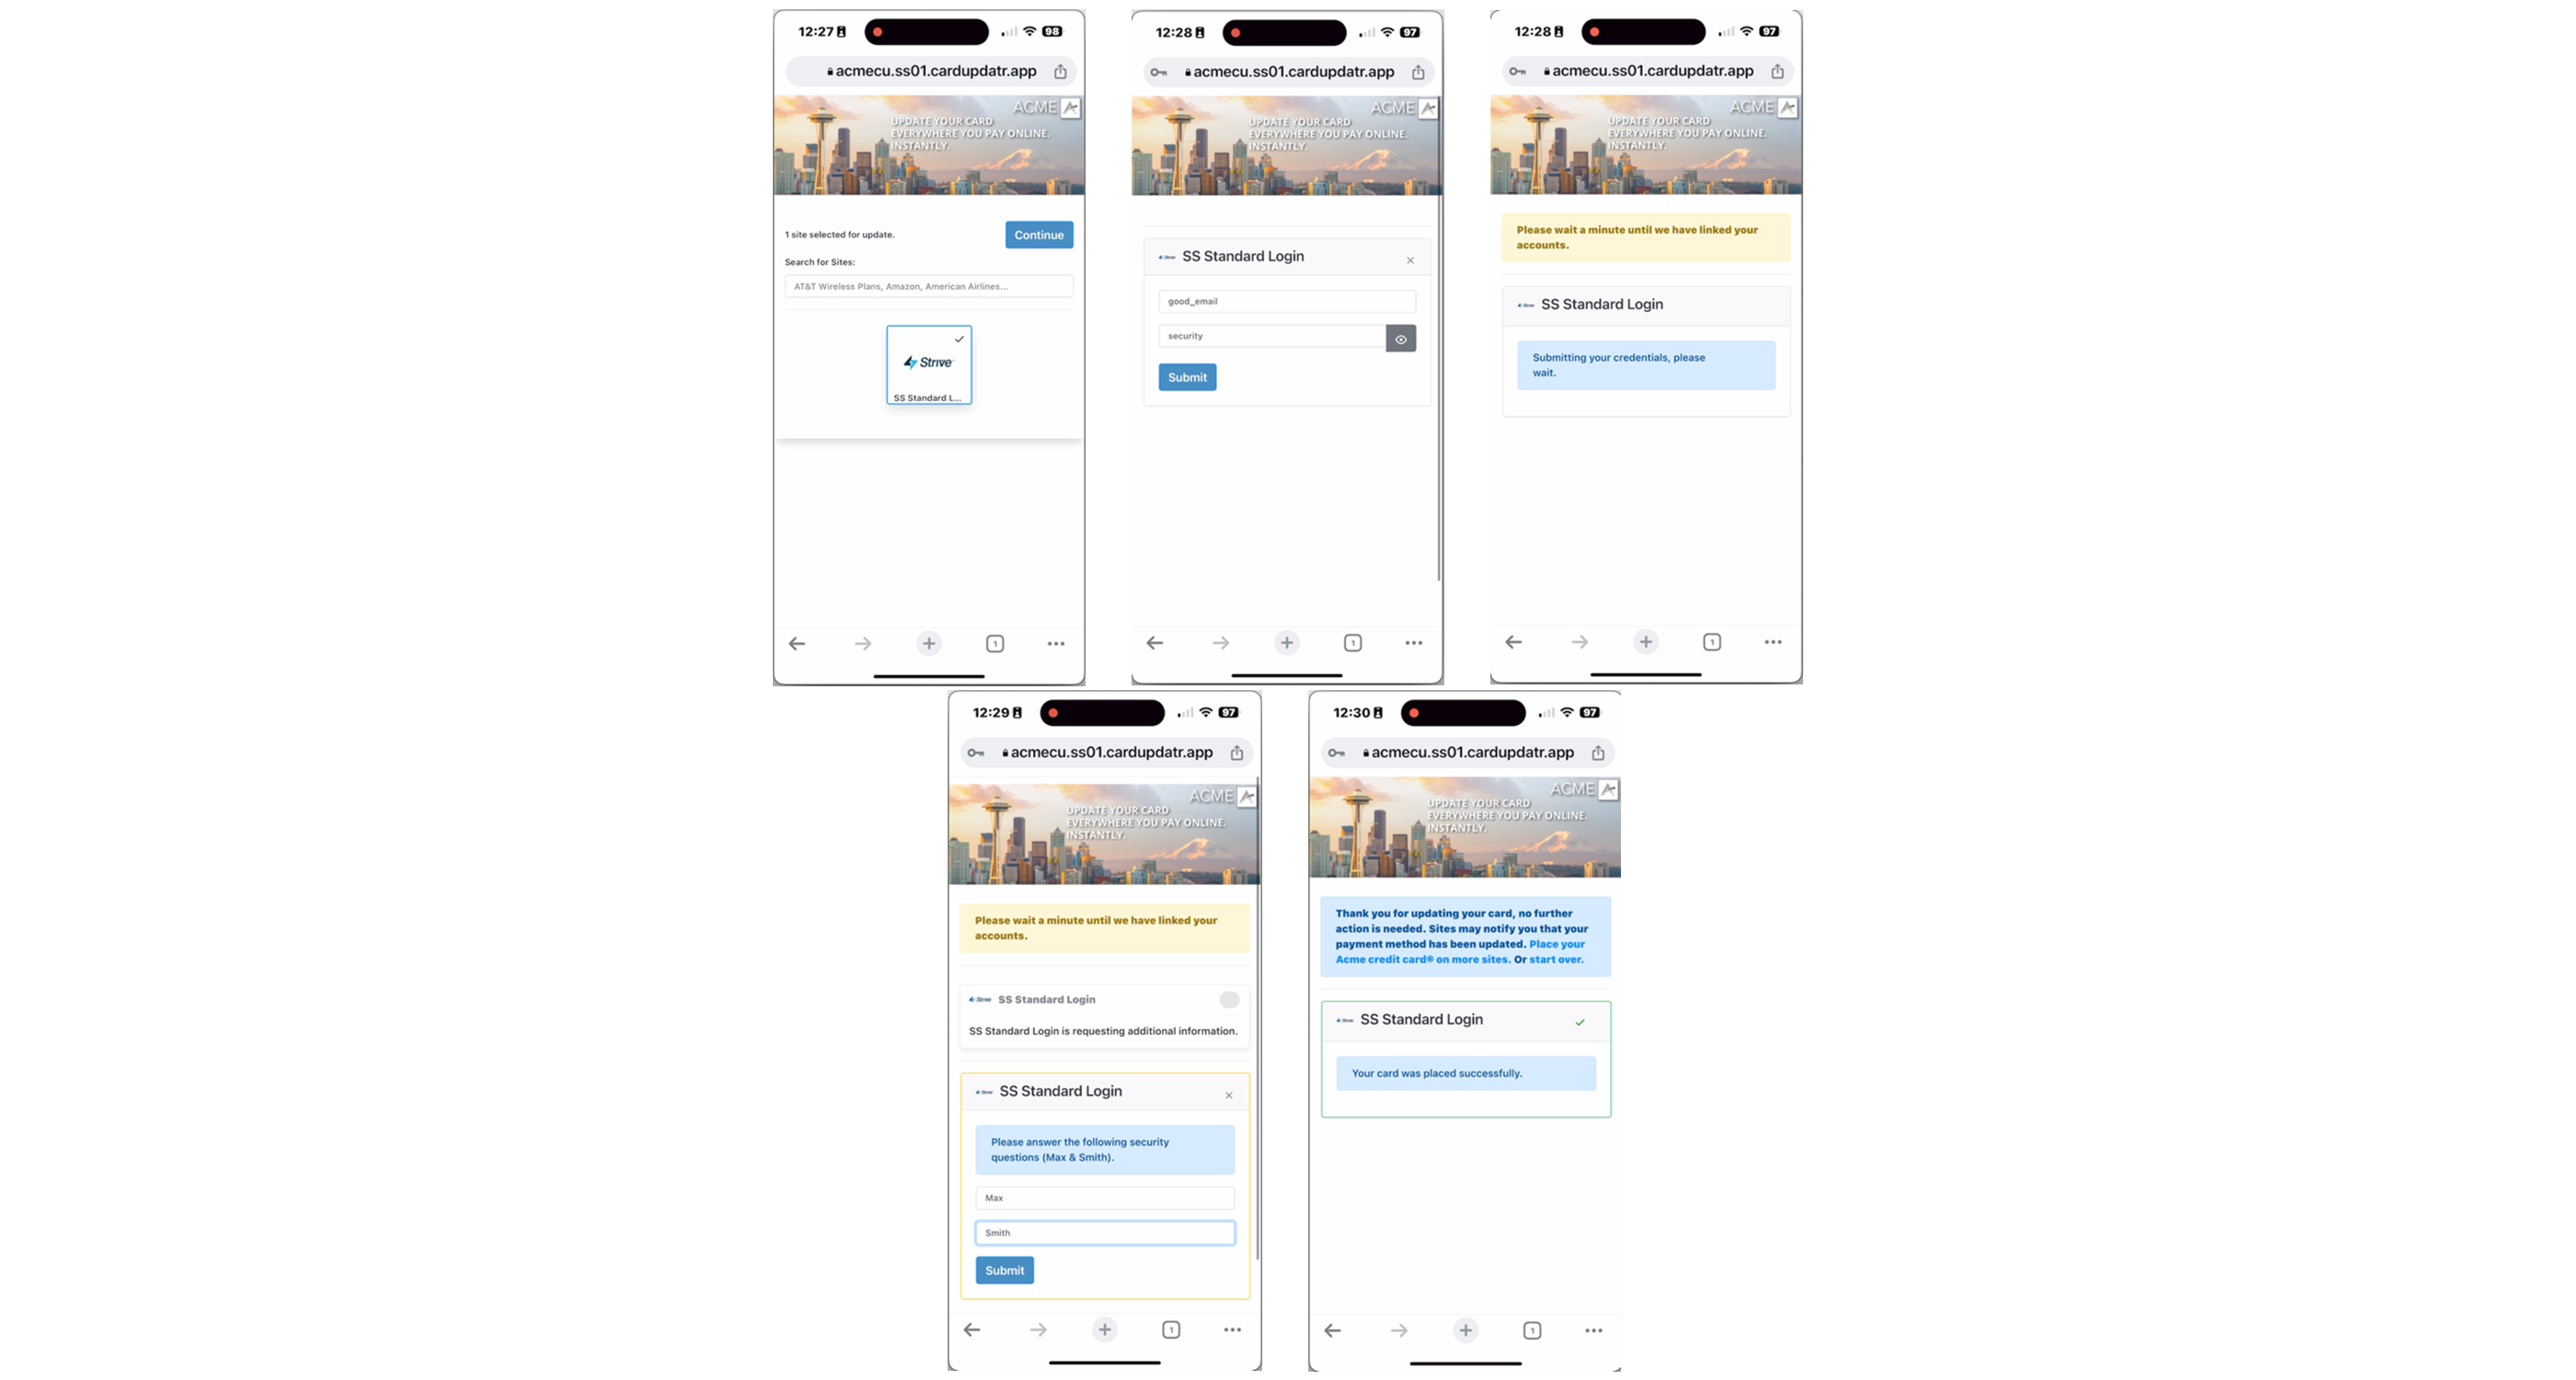 12:27
98
acmecu.ss01.cardupdatr.app
ACME
UPDATE YOUR CARD
EVERYWHERE YOU PAY ONLINE.
INSTANTLY.
1 site selected for update.
Continue
Search for Sites:
AT&T Wireless Plans, Amazon, American Airlines...
Strive
SS Standard L...
1
12:28
97
acmecu.ss01.cardupdatr.app
ACME
UPDATE YOUR CARD
EVERYWHERE YOU PAY ONLINE.
INSTANTLY.
Strive SS Standard Login
good_email
security
Submit
1
12:28
97
acmecu.ss01.cardupdatr.app
ACME
UPDATE YOUR CARD
EVERYWHERE YOU PAY ONLINE.
INSTANTLY.
Please wait a minute until we have linked your
accounts.
Strive SS Standard Login
Submitting your credentials, please
wait.
1
12:29
97
acmecu.ss01.cardupdatr.app
ACME
UPDATE YOUR CARD
EVERYWHERE YOU PAY ONLINE.
INSTANTLY.
Please wait a minute until we have linked your
accounts.
Strive SS Standard Login
SS Standard Login is requesting additional information.
Strive SS Standard Login
Please answer the following security
questions (Max & Smith).
Max
Smith
Submit
1
12:30
97
acmecu.ss01.cardupdatr.app
ACME
UPDATE YOUR CARD
EVERYWHERE YOU PAY ONLINE.
INSTANTLY.
Thank you for updating your card, no further
action is needed. Sites may notify you that your
payment method has been updated. Place your
Acme credit card® on more sites. Or start over.
Strive SS Standard Login
Your card was placed successfully.
1